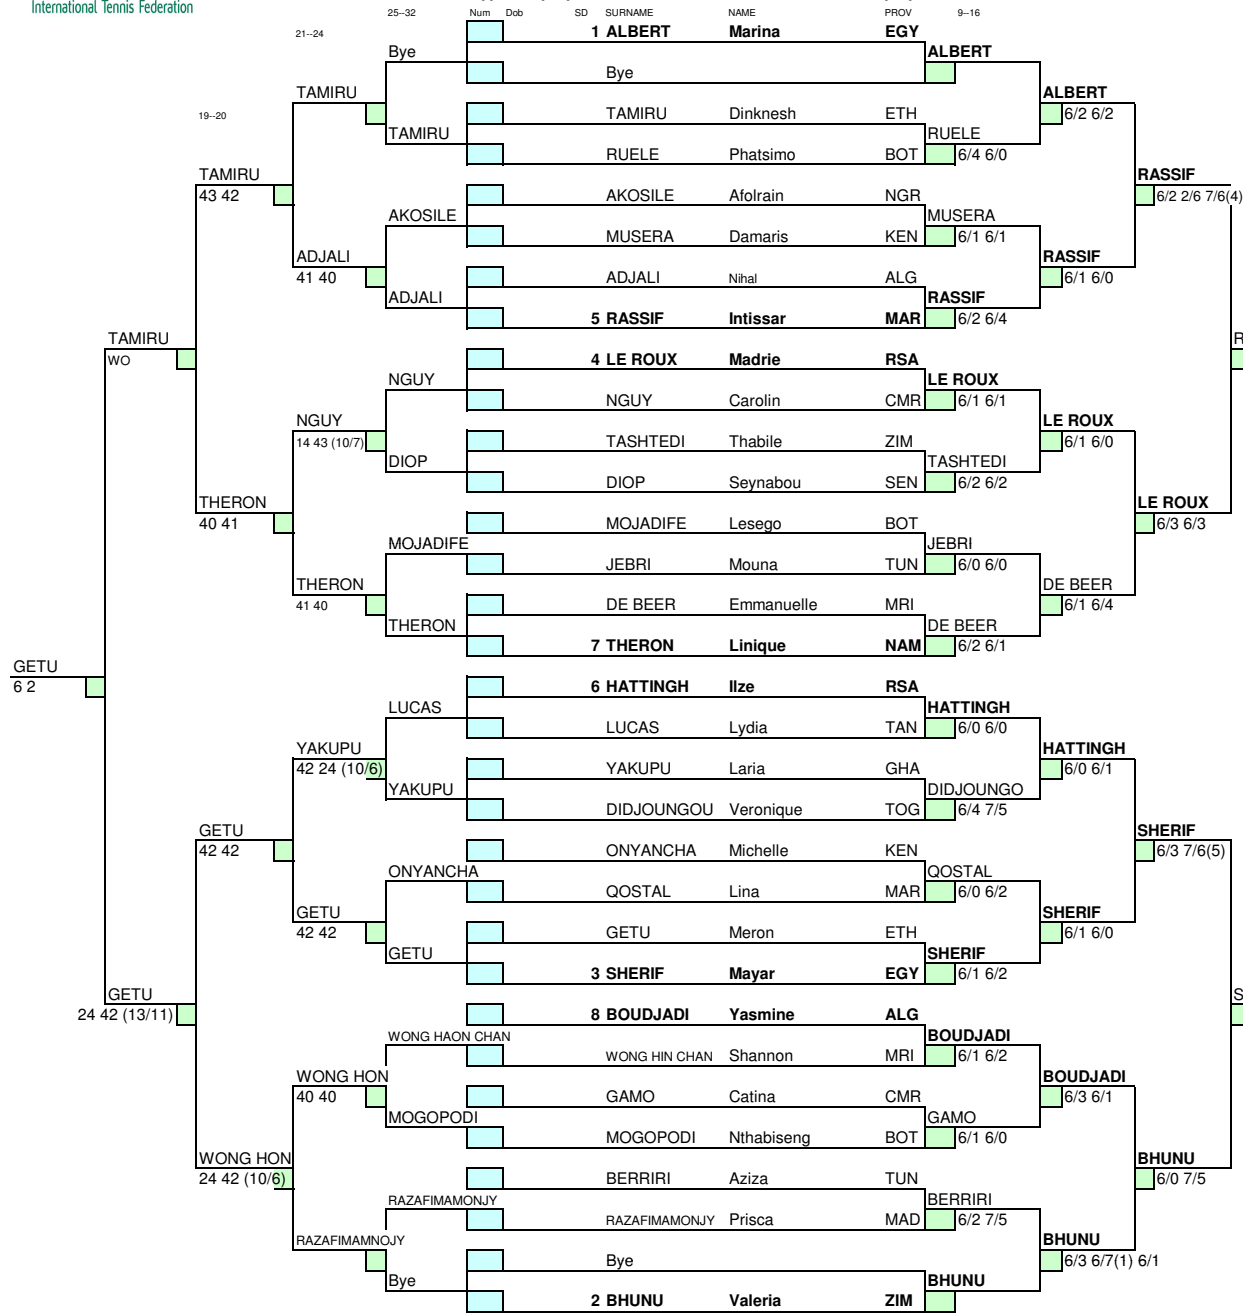 International Tennis Federation
25--32 Num Dob SD SURNAME NAME PROV 9--16
21--24 1 ALBERT Marina EGY
Bye ALBERT
Bye
TAMIRU ALBERT
19--20 TAMIRU Dinknesh ETH 6/2 6/2
TAMIRU RUELE
RUELE Phatsimo BOT 6/4 6/0
TAMIRU RASSIF
43 42 AKOSILE Afolrain NGR 6/2 2/6 7/6(4)
AKOSILE MUSERA
MUSERA Damaris KEN 6/1 6/1
ADJALI RASSIF
41 40 ADJALI Nihal ALG 6/1 6/0
ADJALI RASSIF
5 RASSIF Intissar MAR 6/2 6/4
TAMIRU R
WO 4 LE ROUX Madrie RSA
NGUY LE ROUX
NGUY Carolin CMR 6/1 6/1
NGUY LE ROUX
14 43 (10/7) TASHTEDI Thabile ZIM 6/1 6/0
DIOP TASHTEDI
DIOP Seynabou SEN 6/2 6/2
THERON LE ROUX
40 41 MOJADIFE Lesego BOT 6/3 6/3
MOJADIFE JEBRI
JEBRI Mouna TUN 6/0 6/0
THERON DE BEER
41 40 DE BEER Emmanuelle MRI 6/1 6/4
THERON DE BEER
7 THERON Linique NAM 6/2 6/1
GETU
6 2 6 HATTINGH Ilze RSA
LUCAS HATTINGH
LUCAS Lydia TAN 6/0 6/0
YAKUPU HATTINGH
42 24 (10/6) YAKUPU Laria GHA 6/0 6/1
YAKUPU DIDJOUNGO
DIDJOUNGOU Veronique TOG 6/4 7/5
GETU SHERIF
42 42 ONYANCHA Michelle KEN 6/3 7/6(5)
ONYANCHA QOSTAL
QOSTAL Lina MAR 6/0 6/2
GETU SHERIF
42 42 GETU Meron ETH 6/1 6/0
GETU SHERIF
3 SHERIF Mayar EGY 6/1 6/2
GETU S
24 42 (13/11) 8 BOUDJADI Yasmine ALG
WONG HAON CHAN BOUDJADI
WONG HIN CHAN Shannon MRI 6/1 6/2
WONG HON BOUDJADI
40 40 GAMO Catina CMR 6/3 6/1
MOGOPODI GAMO
MOGOPODI Nthabiseng BOT 6/1 6/0
WONG HON BHUNU
24 42 (10/6) BERRIRI Aziza TUN 6/0 7/5
RAZAFIMAMONJY BERRIRI
RAZAFIMAMONJY Prisca MAD 6/2 7/5
RAZAFIMAMNOJY BHUNU
Bye 6/3 6/7(1) 6/1
Bye BHUNU
2 BHUNU Valeria ZIM